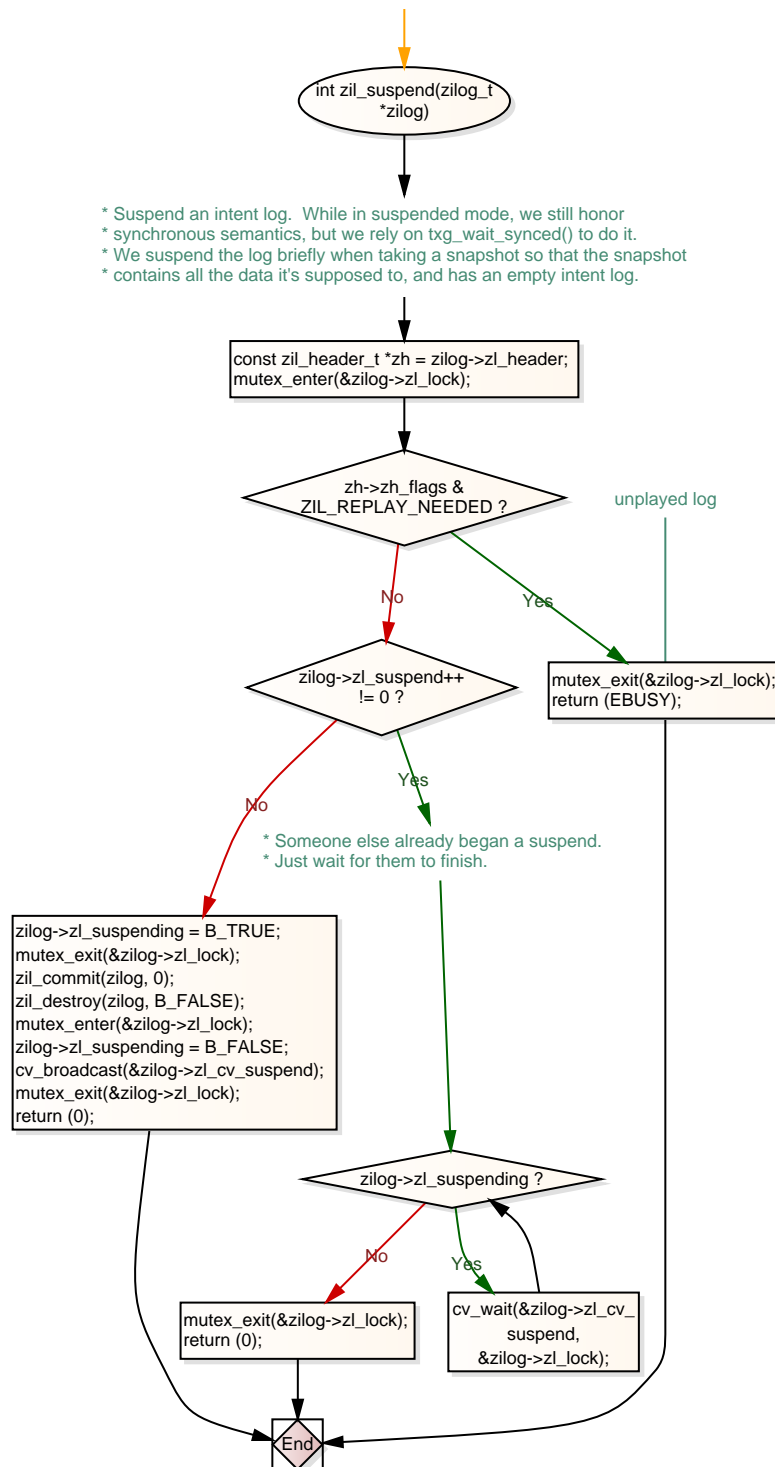 int zil_suspend(zilog_t
*zilog)
* Suspend an intent log.  While in suspended mode, we still honor
* synchronous semantics, but we rely on txg_wait_synced() to do it.
* We suspend the log briefly when taking a snapshot so that the snapshot
* contains all the data it's supposed to, and has an empty intent log.
const zil_header_t *zh = zilog->zl_header;
mutex_enter(&zilog->zl_lock);
zh->zh_flags &
ZIL_REPLAY_NEEDED ?
unplayed log
No
Yes
zilog->zl_suspend++
!= 0 ?
mutex_exit(&zilog->zl_lock);
return (EBUSY);
No
Yes
* Someone else already began a suspend.
* Just wait for them to finish.
zilog->zl_suspending = B_TRUE;
mutex_exit(&zilog->zl_lock);
zil_commit(zilog, 0);
zil_destroy(zilog, B_FALSE);
mutex_enter(&zilog->zl_lock);
zilog->zl_suspending = B_FALSE;
cv_broadcast(&zilog->zl_cv_suspend);
mutex_exit(&zilog->zl_lock);
return (0);
zilog->zl_suspending ?
No
Yes
mutex_exit(&zilog->zl_lock);
return (0);
cv_wait(&zilog->zl_cv_
suspend,
&zilog->zl_lock);
End